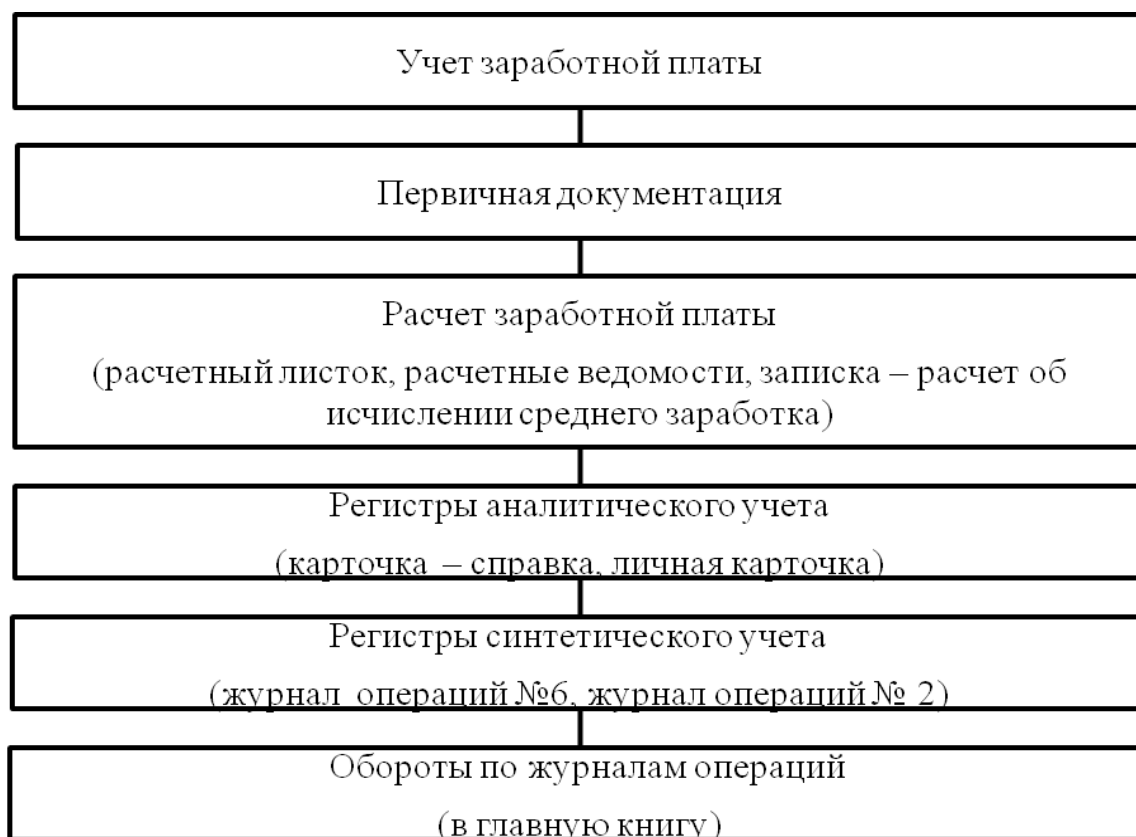 Учет заработной платы
Первичная документация
Расчет заработной платы
(расчетный листок, расчетные ведомости, записка – расчет об
исчислении среднего заработка)
Регистры аналитического учета
(карточка – справка, личная карточка)
Регистры синтетического учета
(журнал операций №6, журнал операций № 2)
Обороты по журналам операций
(в главную книгу)